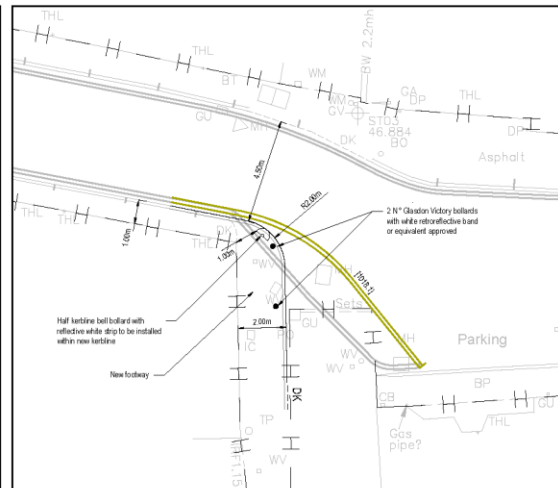 THL
BT
WM
BW 2.2mh
WM
GV
GA
DP
THL
ST03
46.884
DK
BO
DP
GU
MH
Asphalt
4.50m
R2.00m
1.00m
THL
THL
THL
DK
1.00m
WV
2 N° Glasdon Victory bollards
with white retroreflective band
or equivalent approved
[1018.1]
Half kerbline bell bollard with
reflective white strip to be installed
within new kerbline
Sets
2.00m
GU
IC
New footway
MH
WV
WV
Parking
DK
BP
CB
TP
Gas
pipe?
THL
GU
WV